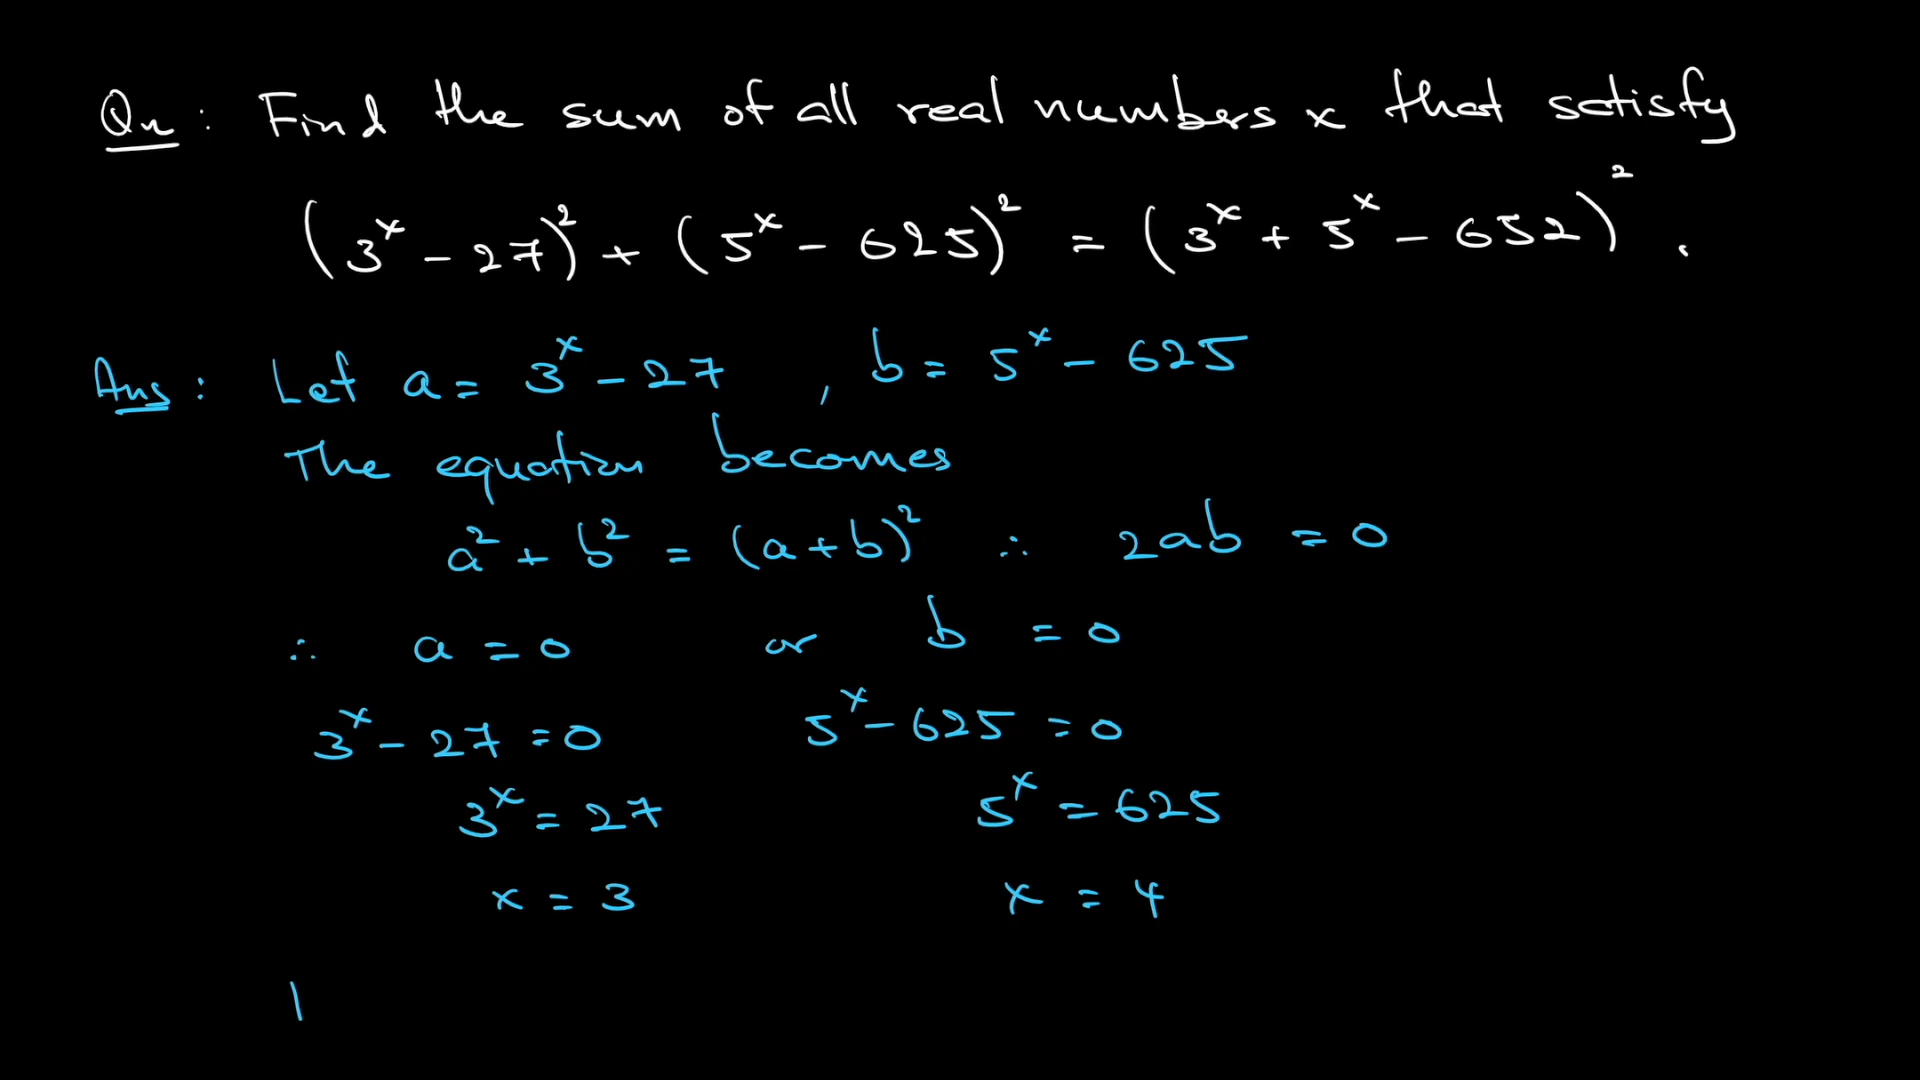 Qn : Find the sum of all real numbers x that satisfy
(3^x - 27)^2 + (5^x - 625)^2 = (3^x + 5^x - 652)^2 .
Ans : Let a = 3^x - 27 , b = 5^x - 625
The equation becomes
a^2 + b^2 = (a + b)^2 ∴ 2ab = 0
∴ a = 0 or b = 0
3^x - 27 = 0 5^x - 625 = 0
3^x = 27 5^x = 625
x = 3 x = 4